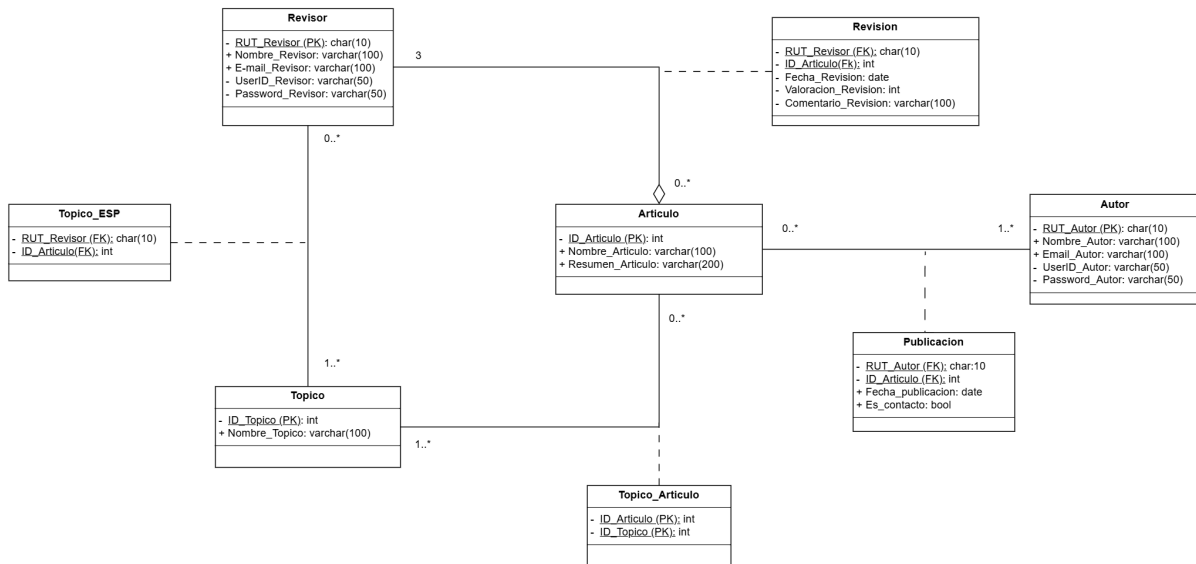 Revisor
- RUT_Revisor (PK): char(10)
+ Nombre_Revisor: varchar(100)
+ E-mail_Revisor: varchar(100)
- UserID_Revisor: varchar(50)
- Password_Revisor: varchar(50)
3
0..*
Revision
- RUT_Revisor (FK): char(10)
- ID_Articulo(Fk): int
- Fecha_Revision: date
- Valoracion_Revision: int
- Comentario_Revision: varchar(100)
0..*
Topico_ESP
- RUT_Revisor (FK): char(10)
- ID_Articulo(FK): int
Articulo
- ID_Articulo (PK): int
+ Nombre_Articulo: varchar(100)
+ Resumen_Articulo: varchar(200)
0..*
1..*
Autor
- RUT_Autor (PK): char(10)
+ Nombre_Autor: varchar(100)
+ Email_Autor: varchar(100)
- UserID_Autor: varchar(50)
- Password_Autor: varchar(50)
0..*
Publicacion
- RUT_Autor (FK): char:10
- ID_Articulo (FK): int
+ Fecha_publicacion: date
+ Es_contacto: bool
1..*
Topico
- ID_Topico (PK): int
+ Nombre_Topico: varchar(100)
1..*
Topico_Articulo
- ID_Articulo (PK): int
- ID_Topico (PK): int